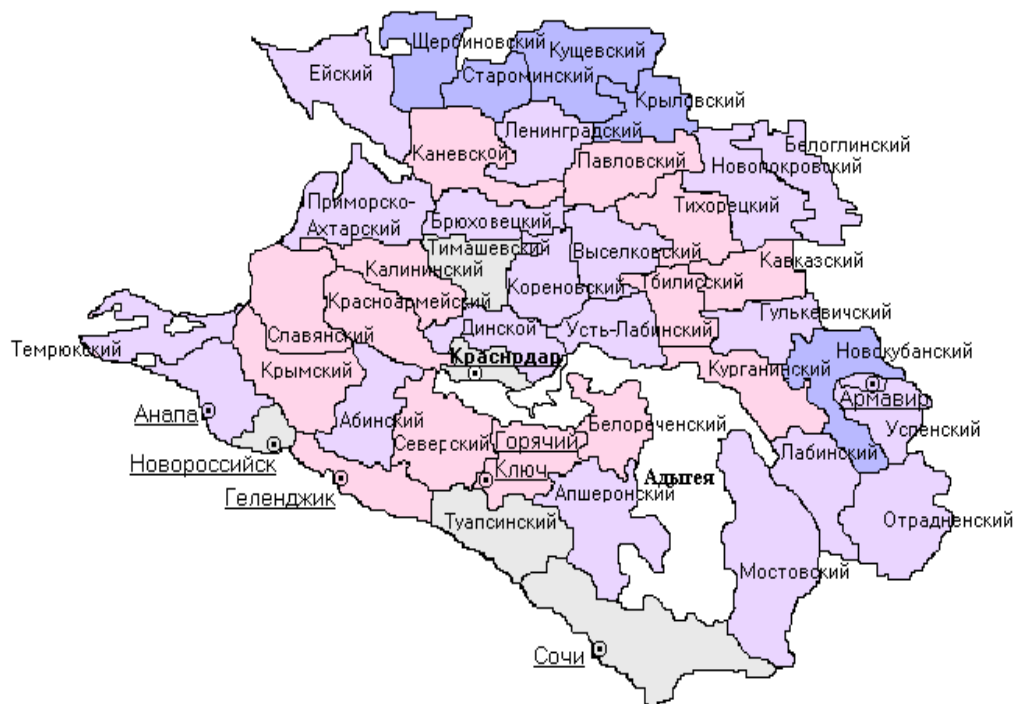 Щербиновский
Кущевский
Ейский
Староминский
Крыловский
Ленинградский
Белоглинский
Каневской
Павловский
Новопокровский
Приморско-
Ахтарский
Брюховецкий
Тихорецкий
Тимашевский
Выселковский
Калининский
Кавказский
Тбилисский
Кореновский
Красноармейский
Гулькевичский
Славянский
Динской
Усть-Лабинский
Темрюкский
Краснрдар
Новокубанский
Крымский
Курганинский
Армавир
Анапа
Абинский
Белореченский
Успенский
Северский
Горячий
Ключ
Лабинский
Новороссийск
Адыгея
Геленджик
Апшеронский
Туапсинский
Отрадненский
Мостовский
Сочи